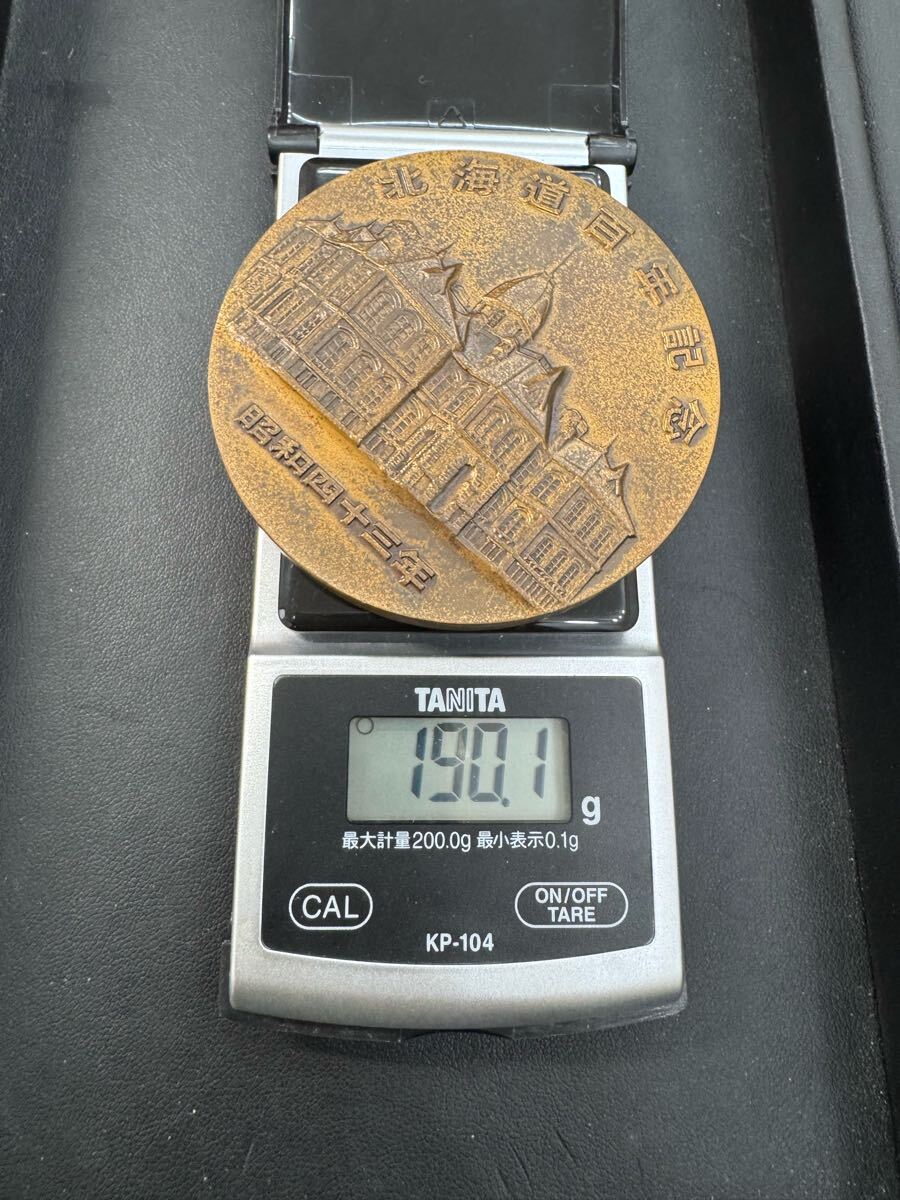 北海道百年記念
昭和四十三年
TANITA
190.1 g
最大計量200.0g 最小表示0.1g
CAL
ON/OFF
TARE
KP-104